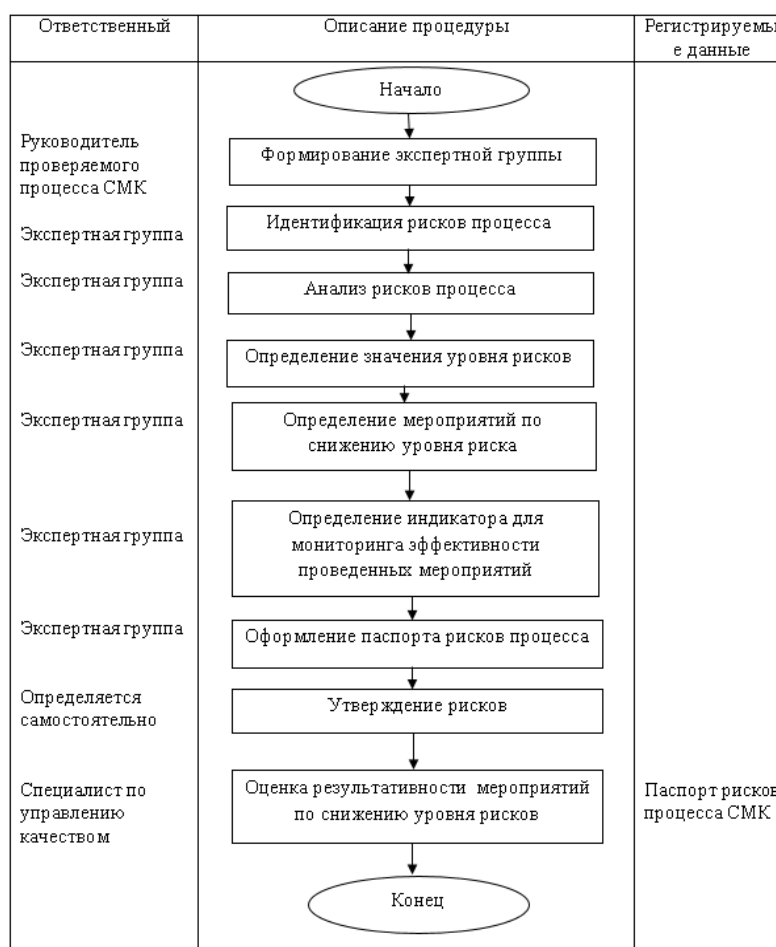 Ответственный
Описание процедуры
Регистрируемы
е данные
Начало
Руководитель
проверяемого
процесса СМК
Формирование экспертной группы
Экспертная группа
Идентификация рисков процесса
Экспертная группа
Анализ рисков процесса
Экспертная группа
Определение значения уровня рисков
Экспертная группа
Определение мероприятий по
снижению уровня риска
Экспертная группа
Определение индикатора для
мониторинга эффективности
проведенных мероприятий
Экспертная группа
Оформление паспорта рисков процесса
Определяется
самостоятельно
Утверждение рисков
Специалист по
управлению
качеством
Оценка результативности мероприятий
по снижению уровня рисков
Паспорт рисков
процесса СМК
Конец